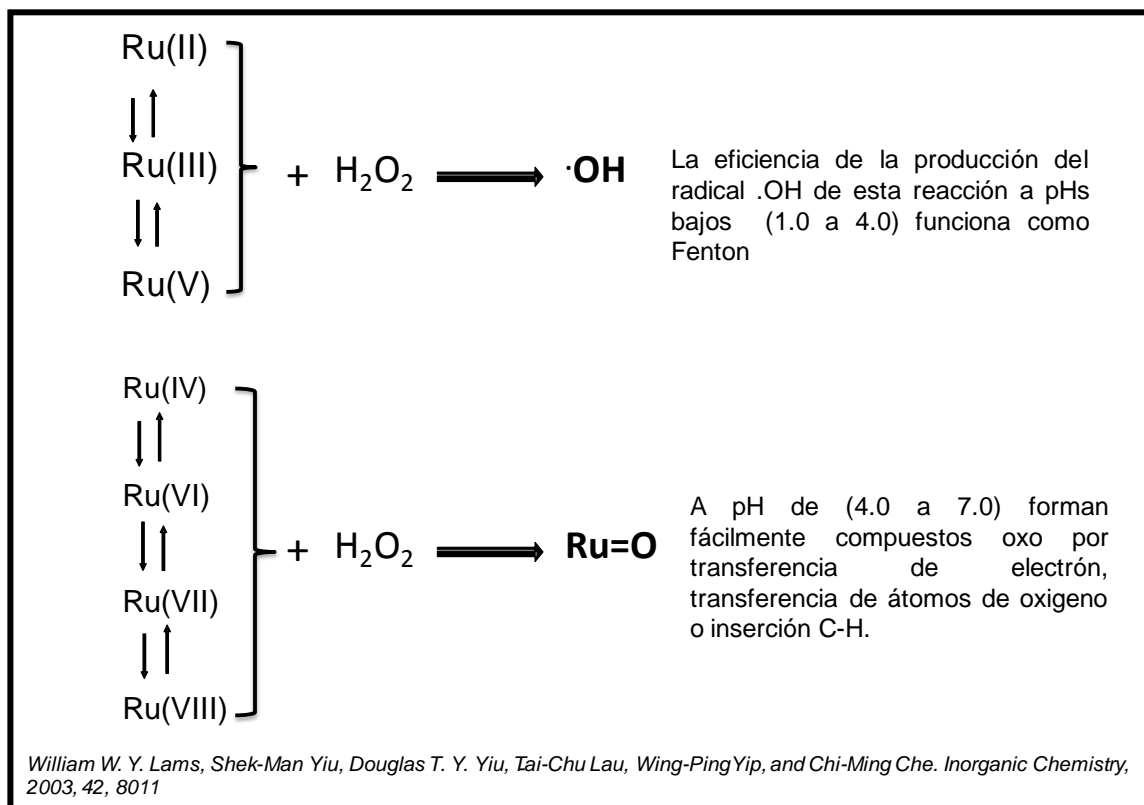 Ru(II)
Ru(III)
Ru(V)
+ H₂O₂ ·OH
La eficiencia de la producción del
radical .OH de esta reacción a pHs
bajos (1.0 a 4.0) funciona como
Fenton
Ru(IV)
Ru(VI)
Ru(VII)
Ru(VIII)
+ H₂O₂ Ru=O
A pH de (4.0 a 7.0) forman
fácilmente compuestos oxo por
transferencia de electrón,
transferencia de átomos de oxigeno
o inserción C-H.
William W. Y. Lams, Shek-Man Yiu, Douglas T. Y. Yiu, Tai-Chu Lau, Wing-PingYip, and Chi-Ming Che. Inorganic Chemistry,
2003, 42, 8011